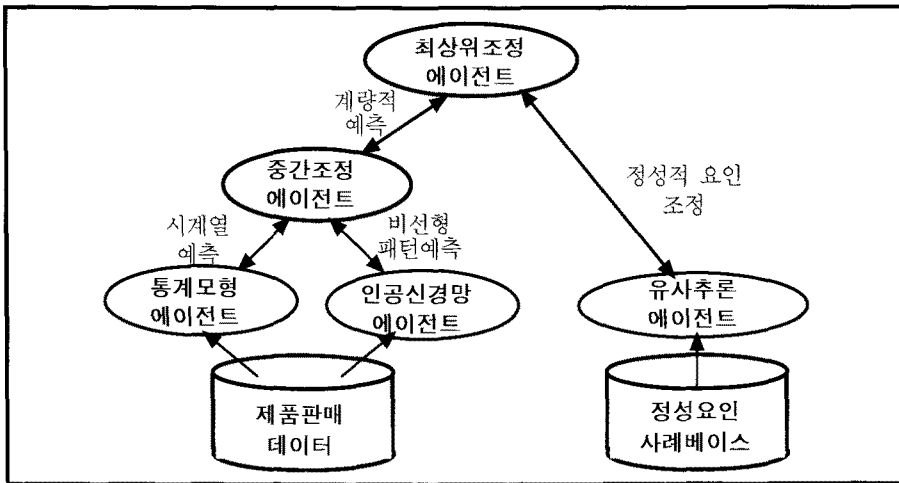 최상위조정
에이전트
계량적
예측
중간조정
에이전트
정성적 요인
조정
시계열
예측
비선형
패턴예측
통계모형
에이전트
인공신경망
에이전트
유사추론
에이전트
제품판매
데이터
정성요인
사례베이스